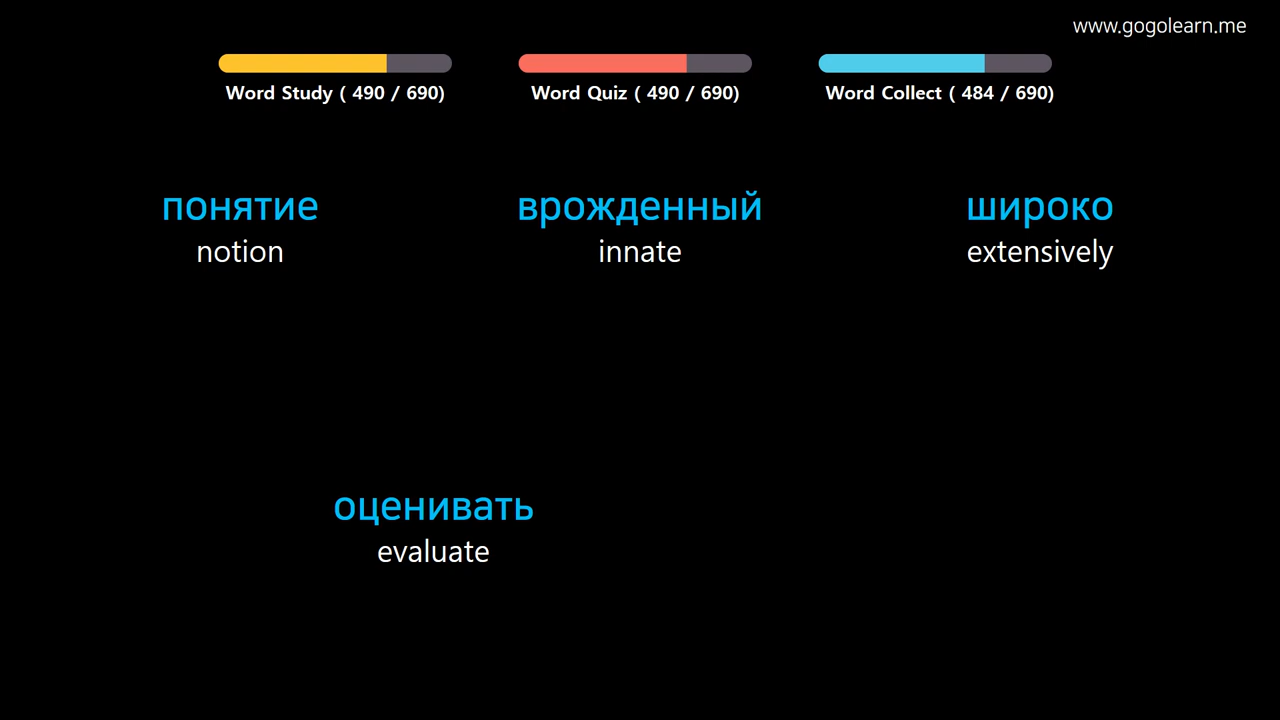 www.gogolearn.me
Word Study ( 490 / 690)
Word Quiz ( 490 / 690)
Word Collect ( 484 / 690)
понятие
notion
врожденный
innate
широко
extensively
оценивать
evaluate